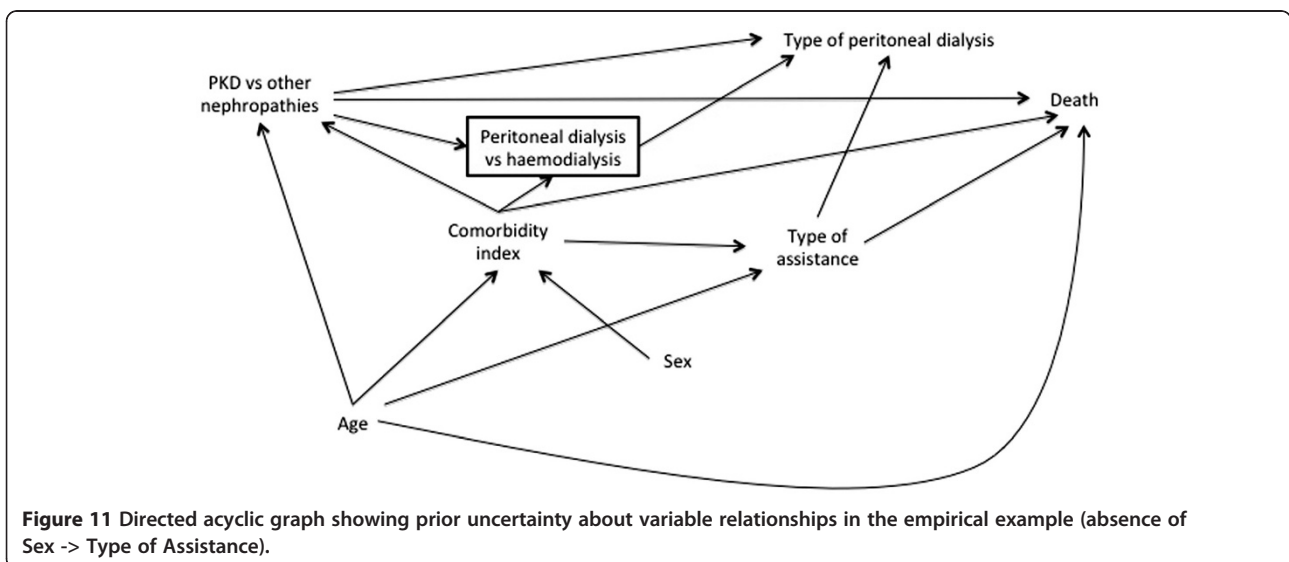 Type of peritoneal dialysis
PKD vs other
nephropathies
Death
Peritoneal dialysis
vs haemodialysis
Comorbidity
index
Type of
assistance
Sex
Age
Figure 11 Directed acyclic graph showing prior uncertainty about variable relationships in the empirical example (absence of
Sex -> Type of Assistance).